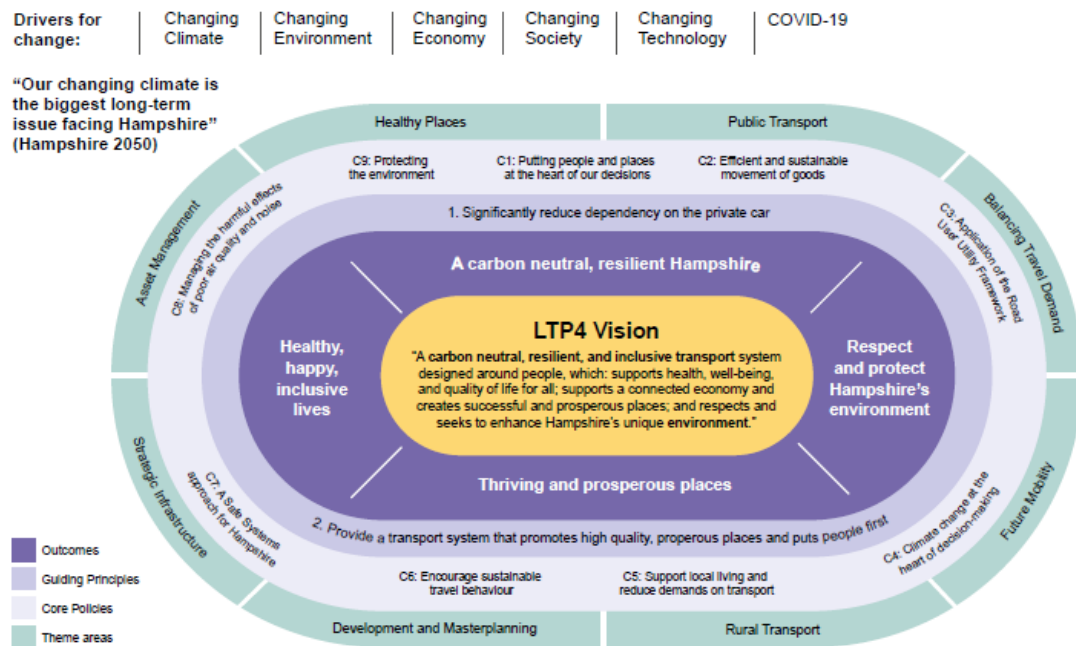 Drivers for
change:
Changing
Climate
Changing
Environment
Changing
Economy
Changing
Society
Changing
Technology
COVID-19
“Our changing climate is
the biggest long-term
issue facing Hampshire”
(Hampshire 2050)
Healthy Places
Public Transport
Balancing Travel Demand
Future Mobility
Rural Transport
Development and Masterplanning
Strategic Infrastructure
Asset Management
C9: Protecting
the environment
C1: Putting people and places
at the heart of our decisions
C2: Efficient and sustainable
movement of goods
C3: Application of the Road
User Utility Framework
C4: Climate change at the
heart of decision-making
C5: Support local living and
reduce demands on transport
C6: Encourage sustainable
travel behaviour
C7: A Safe Systems
approach for Hampshire
C8: Managing the harmful effects
of poor air quality and noise
1. Significantly reduce dependency on the private car
A carbon neutral, resilient Hampshire
Healthy,
happy,
inclusive
lives
LTP4 Vision
"A carbon neutral, resilient, and inclusive transport system
designed around people, which: supports health, well-being,
and quality of life for all; supports a connected economy and
creates successful and prosperous places; and respects and
seeks to enhance Hampshire's unique environment."
Respect
and protect
Hampshire's
environment
Thriving and prosperous places
2. Provide a transport system that promotes high quality, properous places and puts people first
Outcomes
Guiding Principles
Core Policies
Theme areas